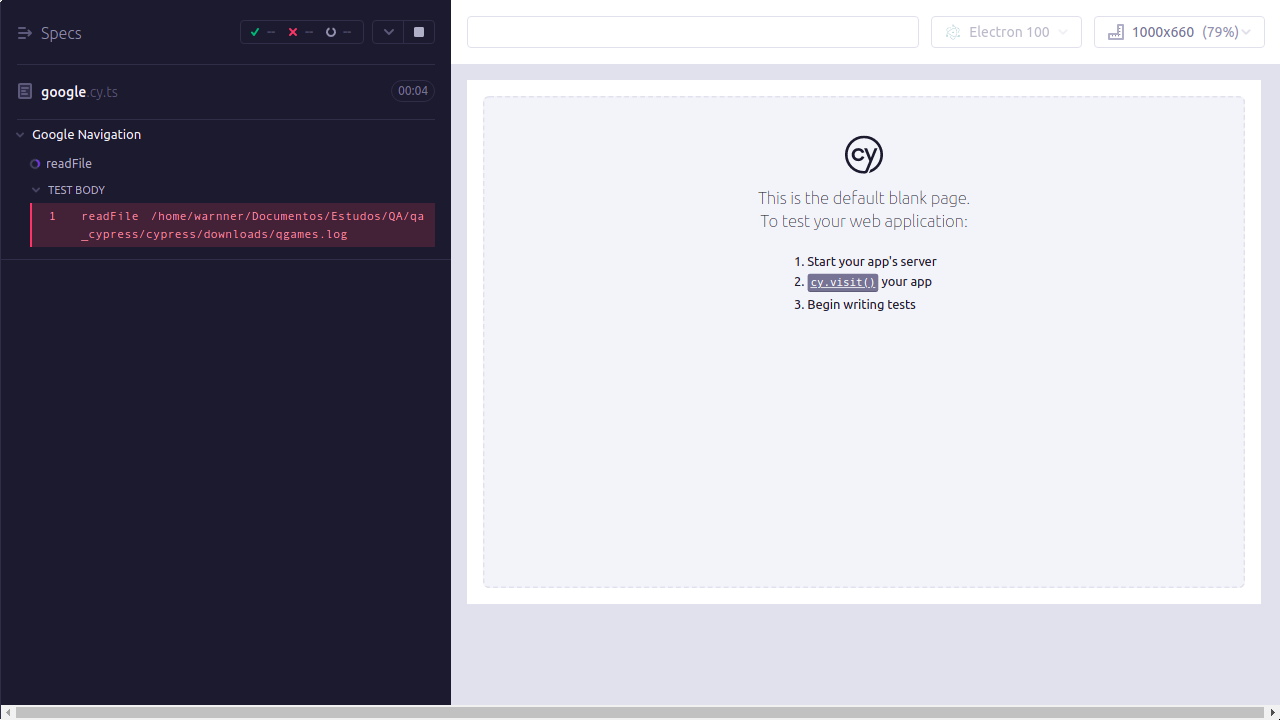 Specs
--
--
--
google.cy.ts
00:04
Google Navigation
readFile
TEST BODY
1 readFile /home/warnner/Documentos/Estudos/QA/qa
_cypress/cypress/downloads/qgames.log
Electron 100
1000x660 (79%)
cy
This is the default blank page.
To test your web application:
1. Start your app's server
2. cy.visit() your app
3. Begin writing tests